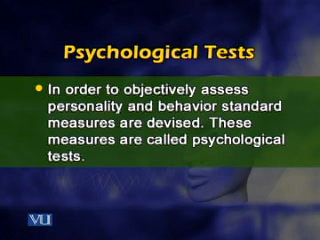 Psychological Tests
In order to objectively assess
personality and behavior standard
measures are devised. These
measures are called psychological
tests.
VU